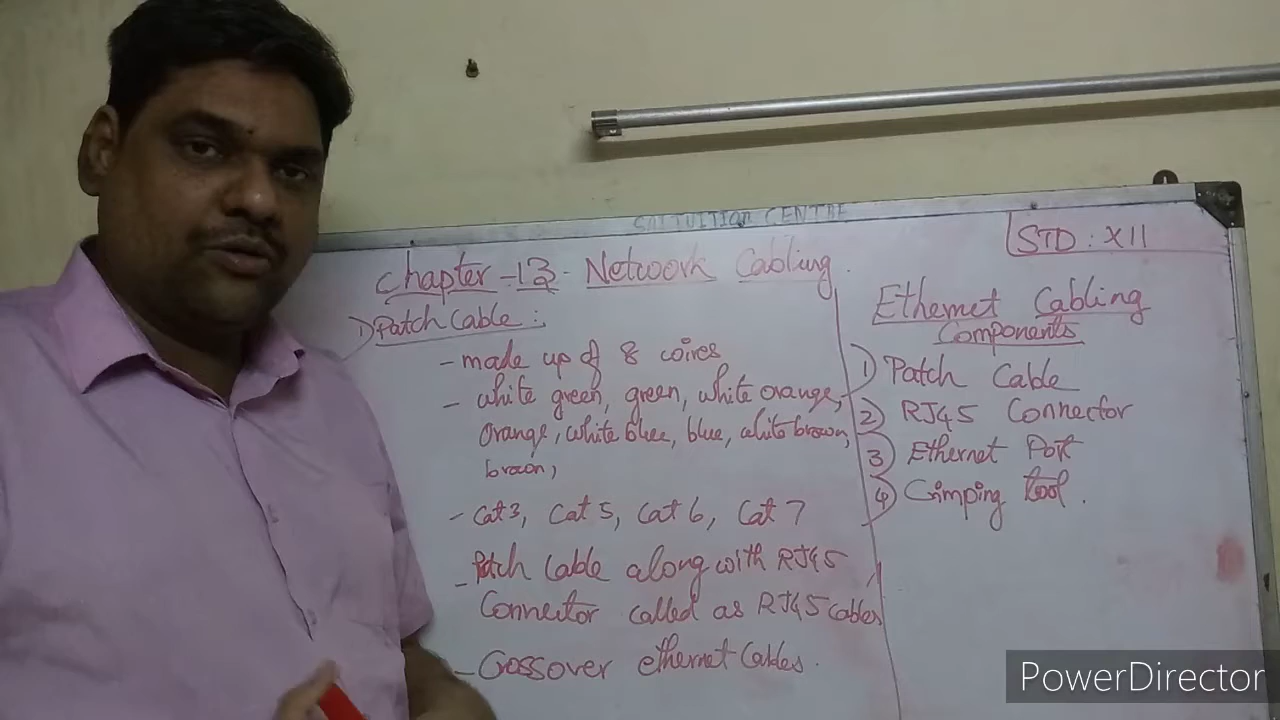 SAI TUITION CENTRE
STD : XII
Chapter - 13 - Network Cabling.
1) Patch Cable :
- made up of 8 wires
- white green, green, white orange,
orange, white blue, blue, white brown,
brown,
- Cat 3, Cat 5, Cat 6, Cat 7
- Patch Cable along with RJ45
Connector called as RJ45 cables
- Crossover ethernet Cables.
Ethernet Cabling
Components
1) Patch Cable
2) RJ45 Connector
3) Ethernet Port
4) Crimping tool.
PowerDirector